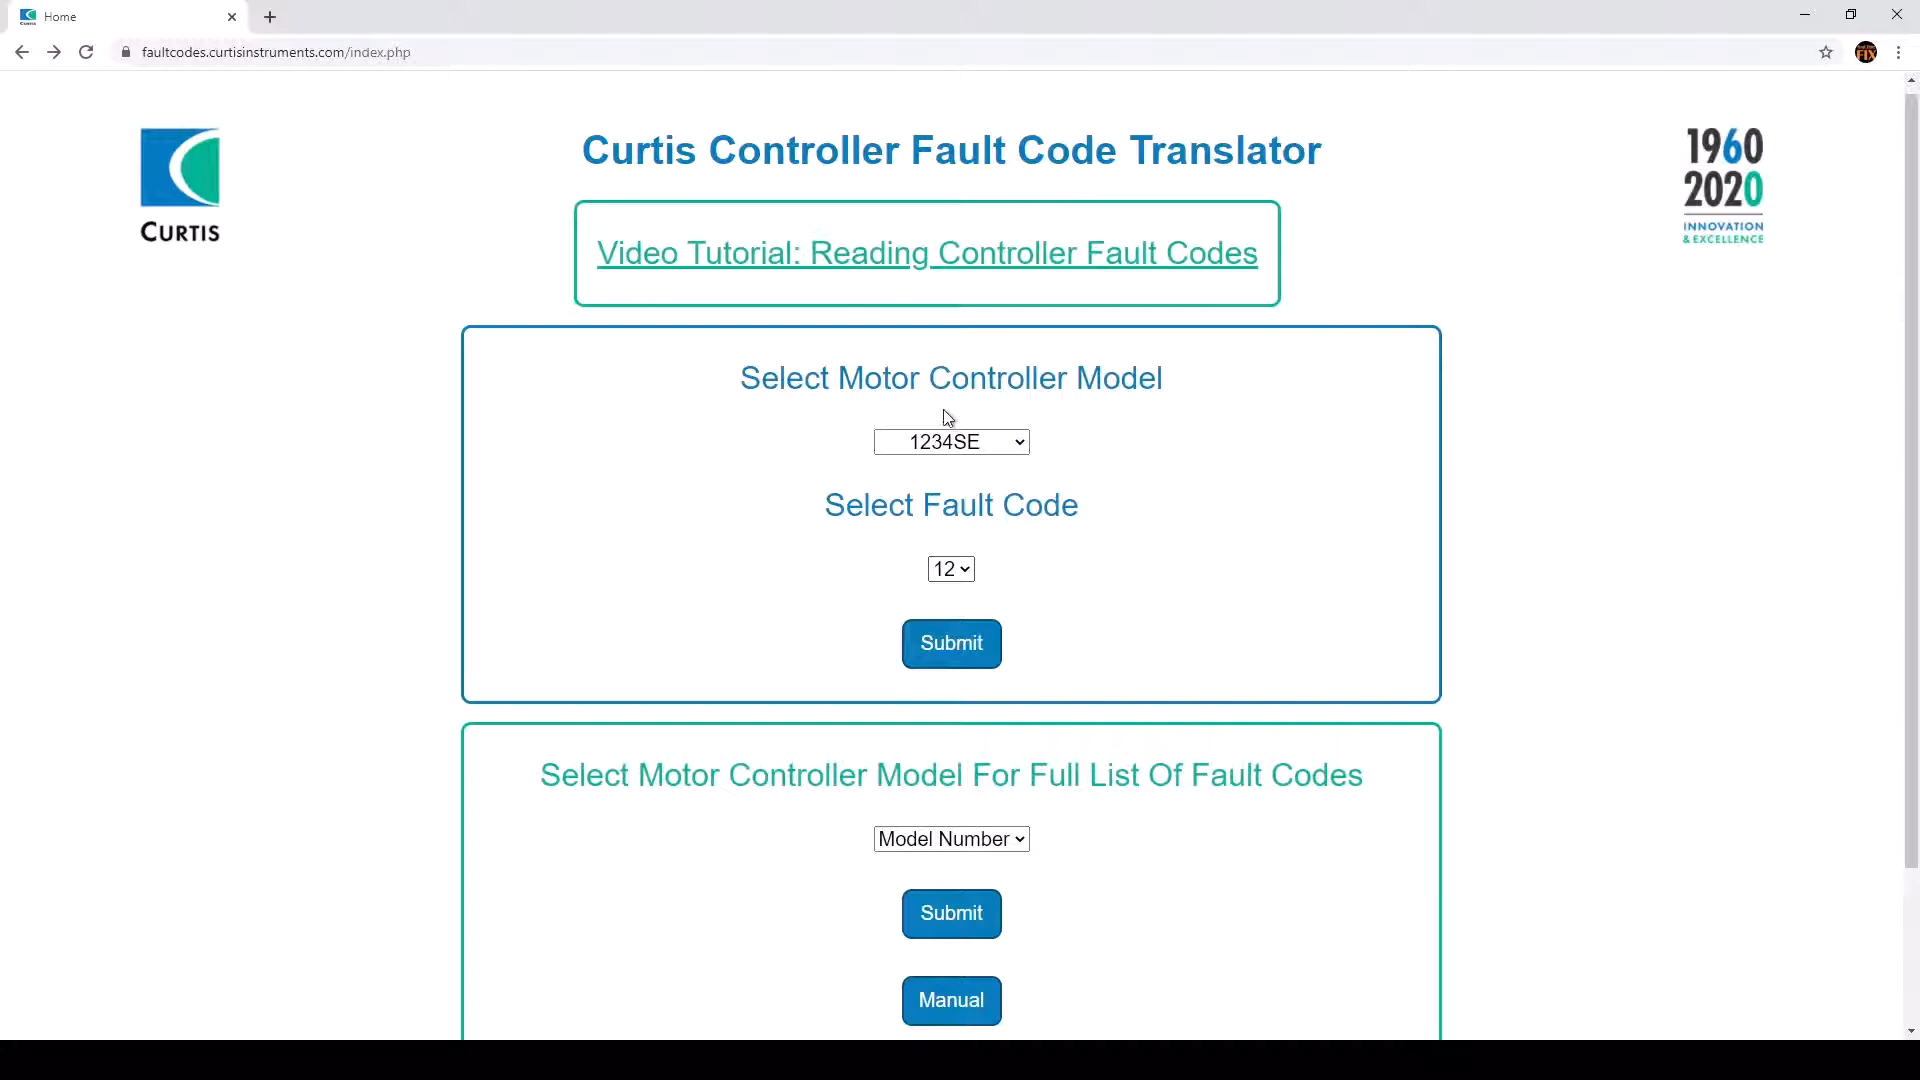 Home
faultcodes.curtisinstruments.com/index.php
FIX
CURTIS
Curtis Controller Fault Code Translator
1960
2020
INNOVATION
& EXCELLENCE
Video Tutorial: Reading Controller Fault Codes
Select Motor Controller Model
1234SE
Select Fault Code
12
Submit
Select Motor Controller Model For Full List Of Fault Codes
Model Number
Submit
Manual